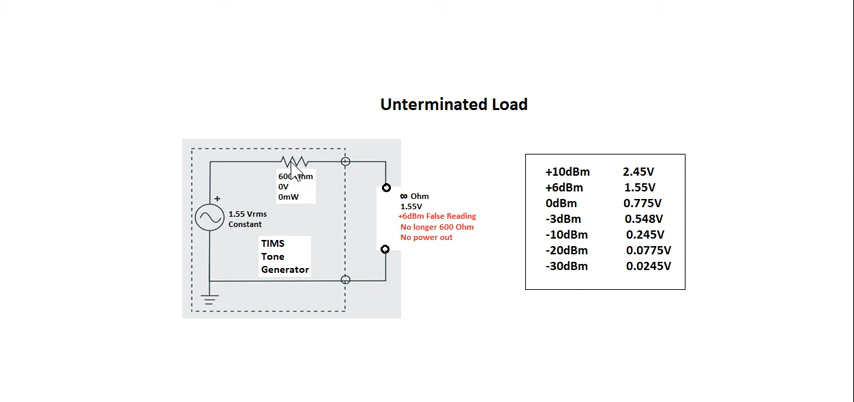 Unterminated Load
600 Ohm
0V
0mW
+
1.55 Vrms
Constant
TIMS
Tone
Generator
∞ Ohm
1.55V
+6dBm False Reading
No longer 600 Ohm
No power out
+10dBm 2.45V
+6dBm 1.55V
0dBm 0.775V
-3dBm 0.548V
-10dBm 0.245V
-20dBm 0.0775V
-30dBm 0.0245V